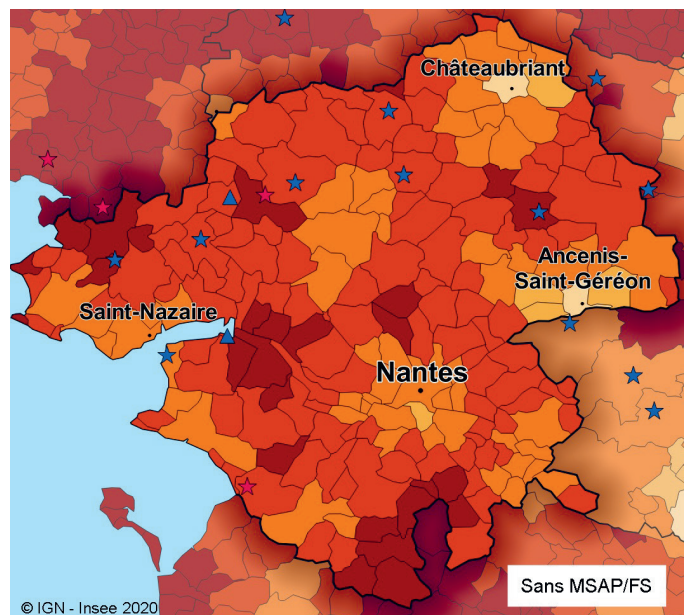 Châteaubriant
Ancenis-
Saint-Géréon
Saint-Nazaire
Nantes
Sans MSAP/FS
© IGN - Insee 2020